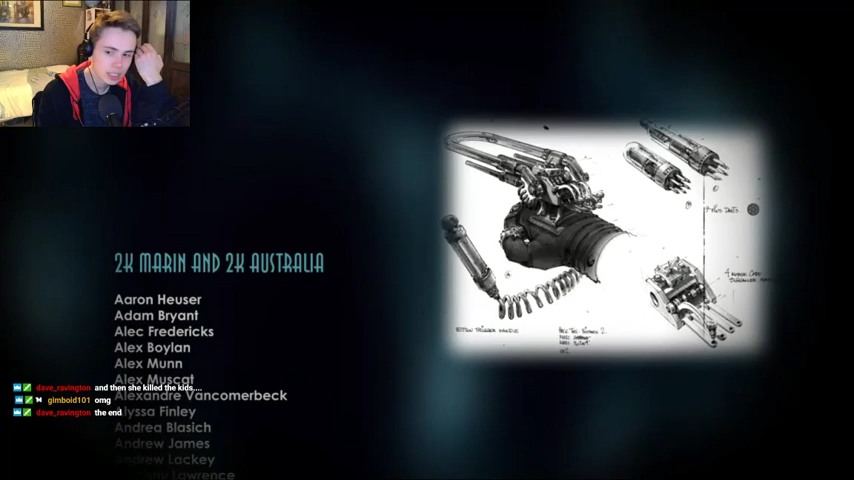 2K MARIN AND 2K AUSTRALIA
Aaron Heuser
Adam Bryant
Alec Fredericks
Alex Boylan
Alex Munn
Alex Muscat
Alexandre Vancomerbeck
Alyssa Finley
Andrea Blasich
Andrew James
Andrew Lackey
Lawrence
dave_ravington and then she killed the kids....
gimboid101 omg
dave_ravington the end